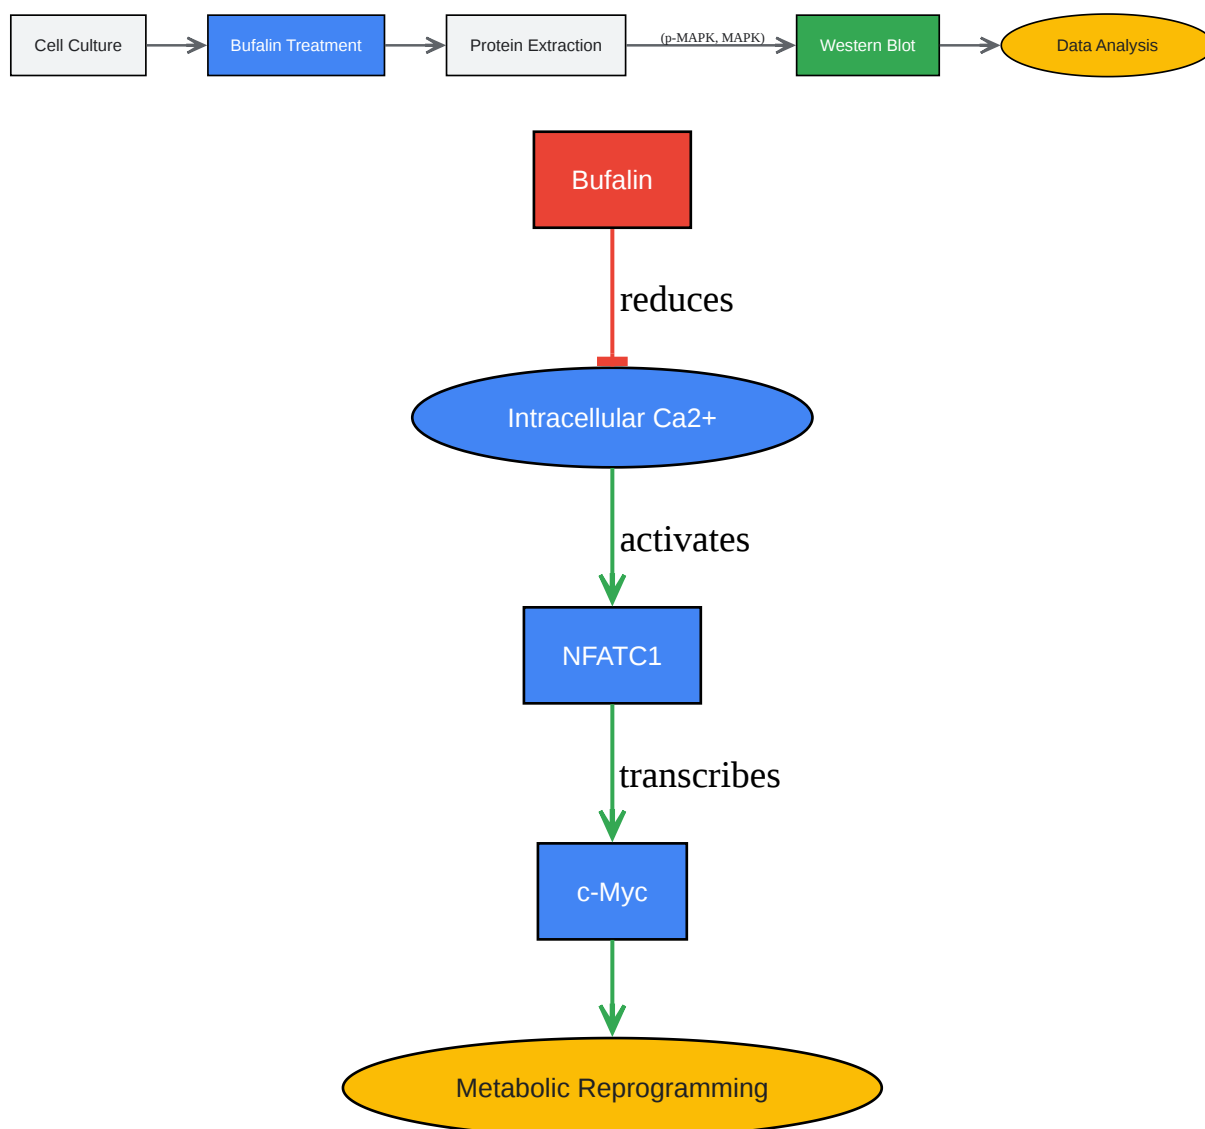 Cell Culture
Bufalin Treatment
Protein Extraction
(p-MAPK, MAPK)
Western Blot
Data Analysis
Bufalin
reduces
Intracellular Ca2+
activates
NFATC1
transcribes
c-Myc
Metabolic Reprogramming